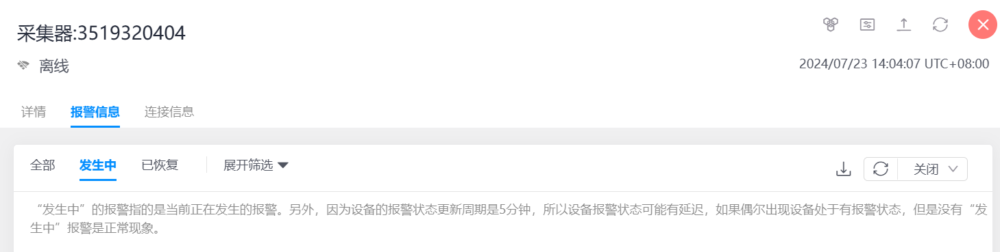 采集器:3519320404
离线
2024/07/23 14:04:07 UTC+08:00
详情 报警信息 连接信息
全部 发生中 已恢复 展开筛选 关闭
“发生中”的报警指的是当前正在发生的报警。另外，因为设备的报警状态更新周期是5分钟，所以设备报警状态可能有延迟，如果偶尔出现设备处于有报警状态，但是没有“发
生中”报警是正常现象。